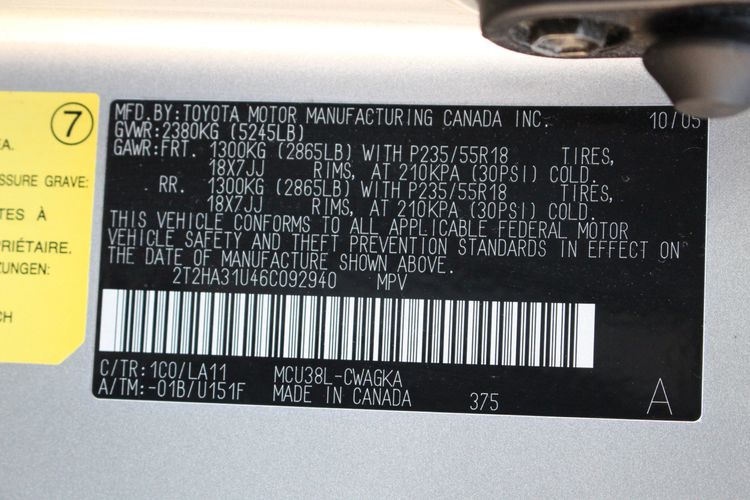 7
EA.
ESSURE GRAVE:
TES À
PRIÉTAIRE.
ZUNGEN:
CH
MFD.BY:TOYOTA MOTOR MANUFACTURING CANADA INC. 10/05
GVWR:2380KG (5245LB)
GAWR:FRT. 1300KG (2865LB) WITH P235/55R18 TIRES,
18X7JJ RIMS, AT 210KPA (30PSI) COLD.
RR. 1300KG (2865LB) WITH P235/55R18 TIRES,
18X7JJ RIMS, AT 210KPA (30PSI) COLD.
THIS VEHICLE CONFORMS TO ALL APPLICABLE FEDERAL MOTOR
VEHICLE SAFETY AND THEFT PREVENTION STANDARDS IN EFFECT ON
THE DATE OF MANUFACTURE SHOWN ABOVE.
2T2HA31U46C092940 MPV
C/TR:1C0/LA11 MCU38L-CWAGKA
A/TM:-01B/U151F MADE IN CANADA 375 A